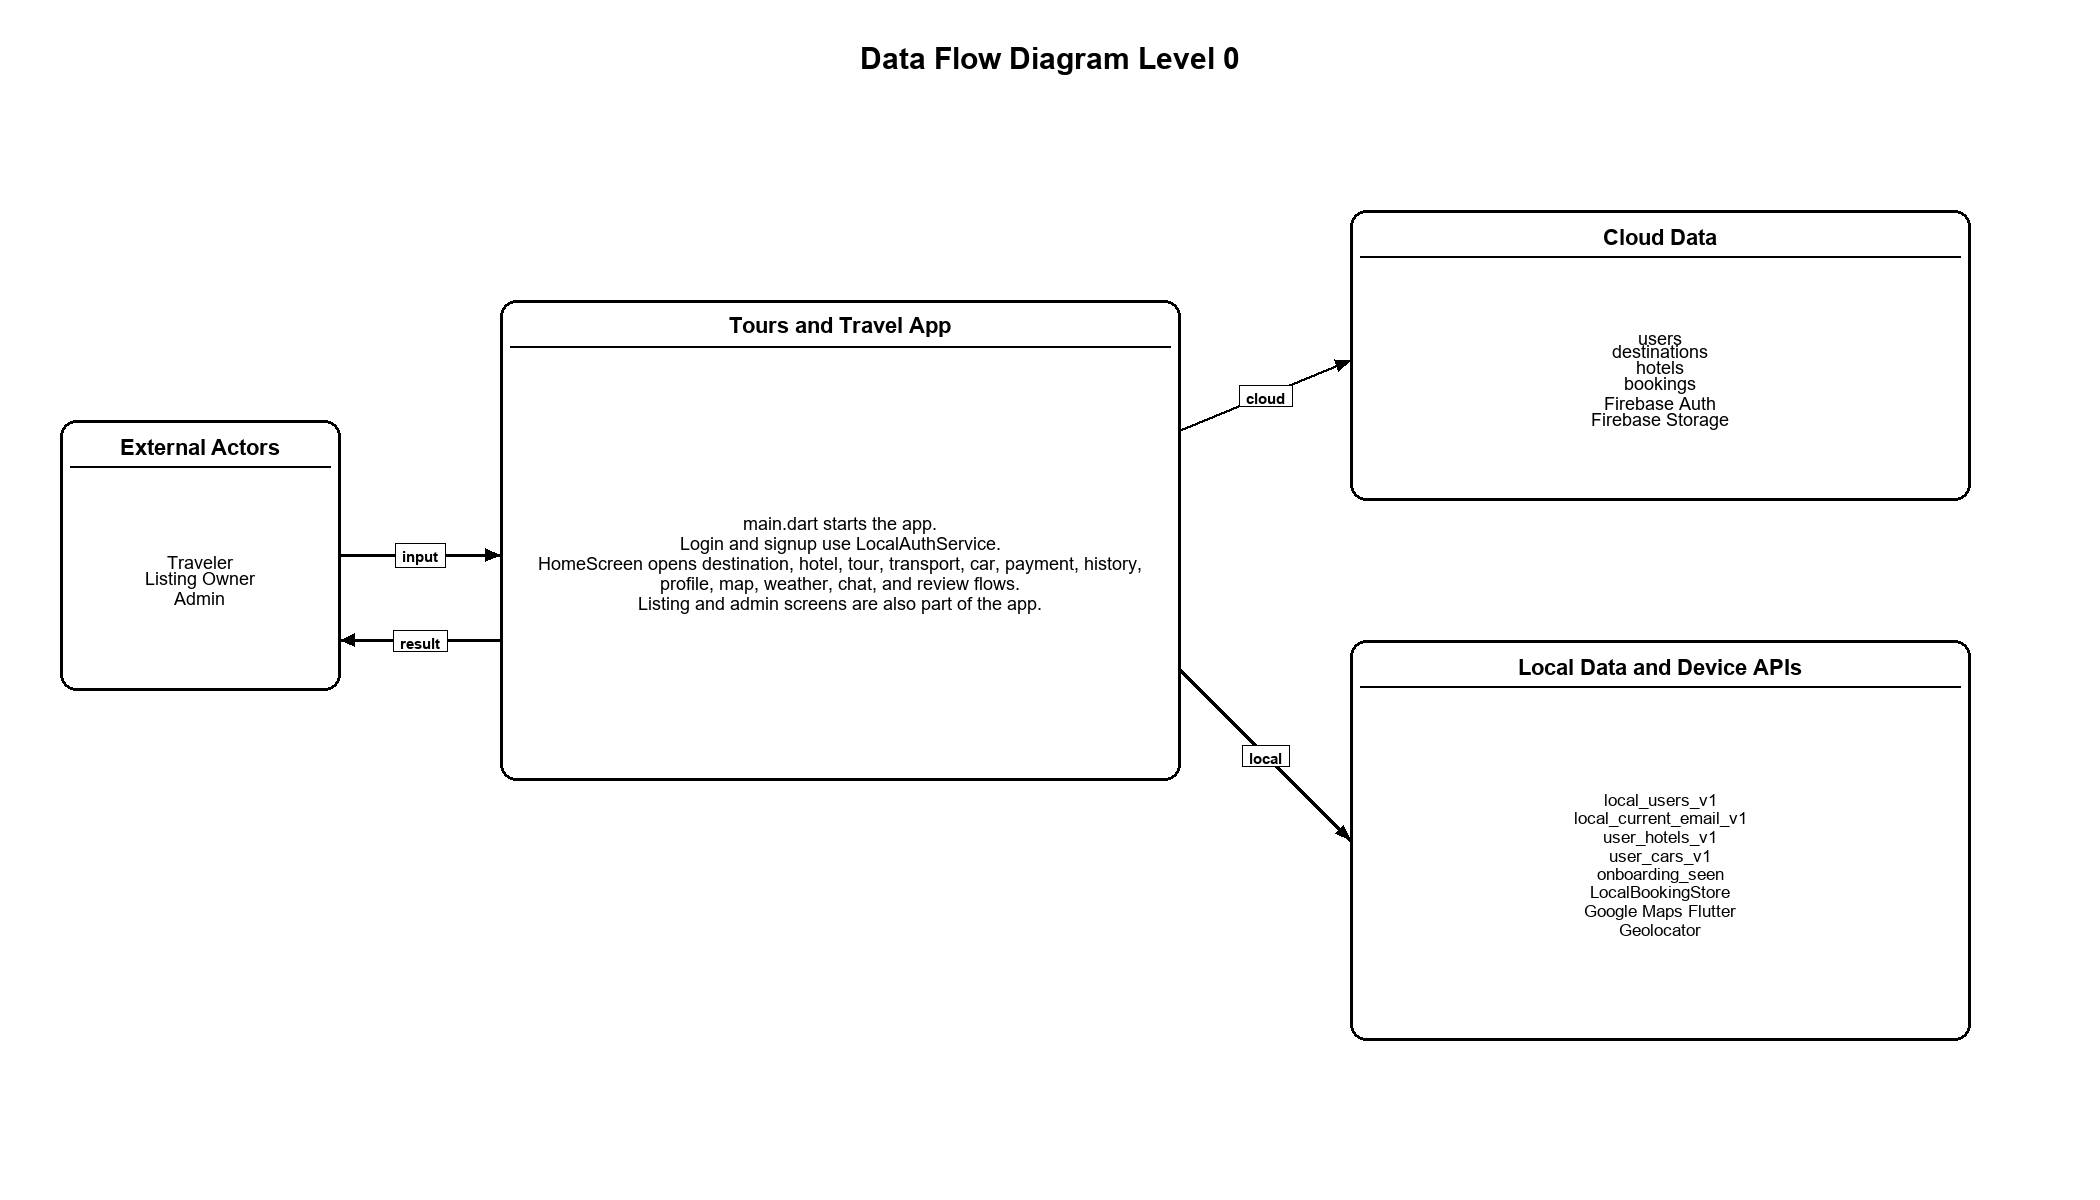 Data Flow Diagram Level 0
External Actors
Traveler
Listing Owner
Admin
input
result
Tours and Travel App
main.dart starts the app.
Login and signup use LocalAuthService.
HomeScreen opens destination, hotel, tour, transport, car, payment, history,
profile, map, weather, chat, and review flows.
Listing and admin screens are also part of the app.
cloud
local
Cloud Data
users
destinations
hotels
bookings
Firebase Auth
Firebase Storage
Local Data and Device APIs
local_users_v1
local_current_email_v1
user_hotels_v1
user_cars_v1
onboarding_seen
LocalBookingStore
Google Maps Flutter
Geolocator